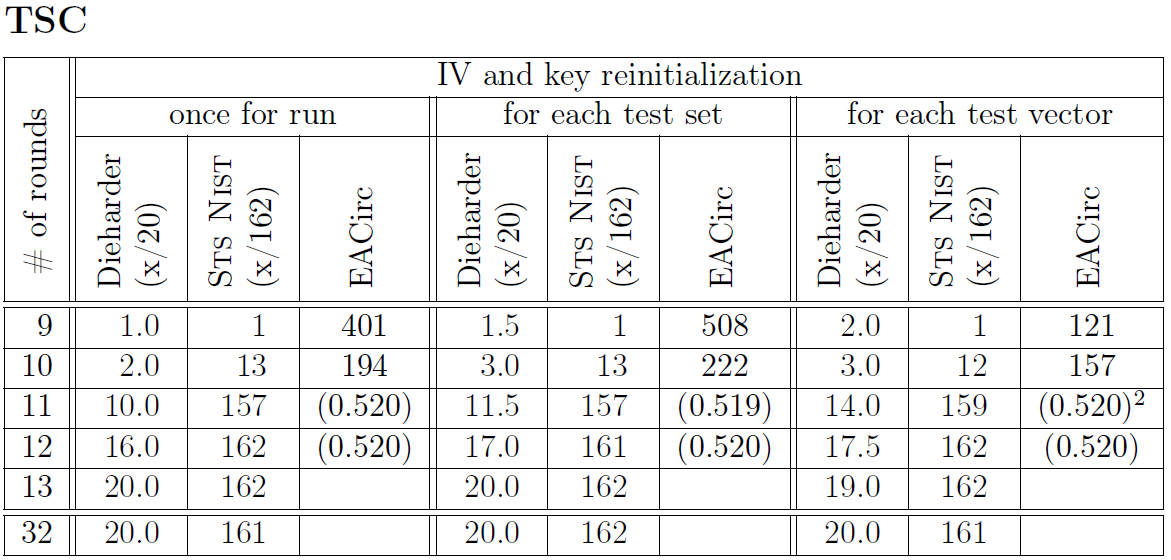 TSC
IV and key reinitialization
# of rounds
once for run
for each test set
for each test vector
Dieharder (x/20)
STS NIST (x/162)
EACirc
Dieharder (x/20)
STS NIST (x/162)
EACirc
Dieharder (x/20)
STS NIST (x/162)
EACirc
9 1.0 1 401 1.5 1 508 2.0 1 121
10 2.0 13 194 3.0 13 222 3.0 12 157
11 10.0 157 (0.520) 11.5 157 (0.519) 14.0 159 (0.520)²
12 16.0 162 (0.520) 17.0 161 (0.520) 17.5 162 (0.520)
13 20.0 162 20.0 162 19.0 162
32 20.0 161 20.0 162 20.0 161